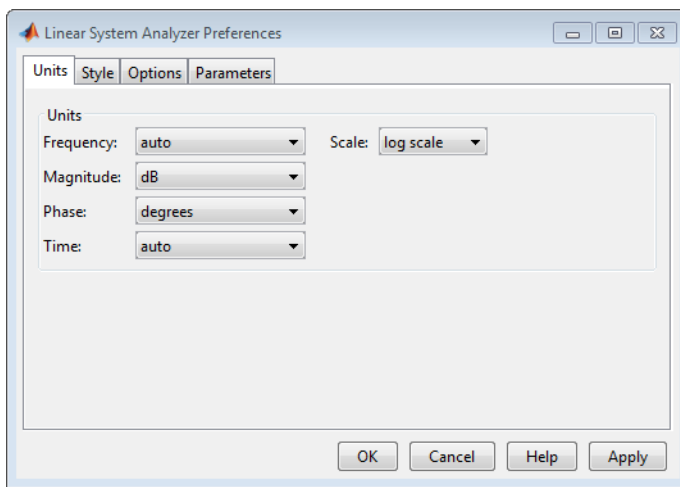 Linear System Analyzer Preferences
Units Style Options Parameters
Units
Frequency: auto Scale: log scale
Magnitude: dB
Phase: degrees
Time: auto
OK Cancel Help Apply